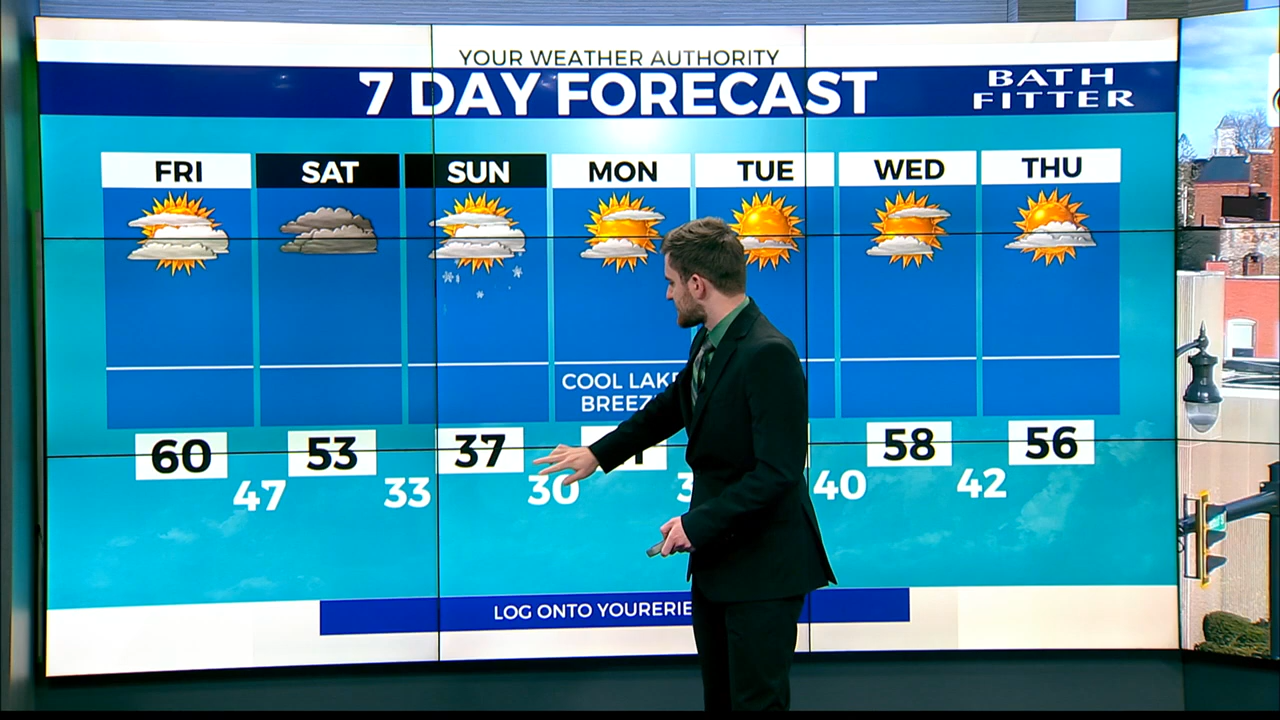 YOUR WEATHER AUTHORITY
7 DAY FORECAST
BATH
FITTER
FRI SAT SUN MON TUE WED THU
COOL LAKE
BREEZ
60 53 37 58 56
47 33 30 40 42
LOG ONTO YOURERIE